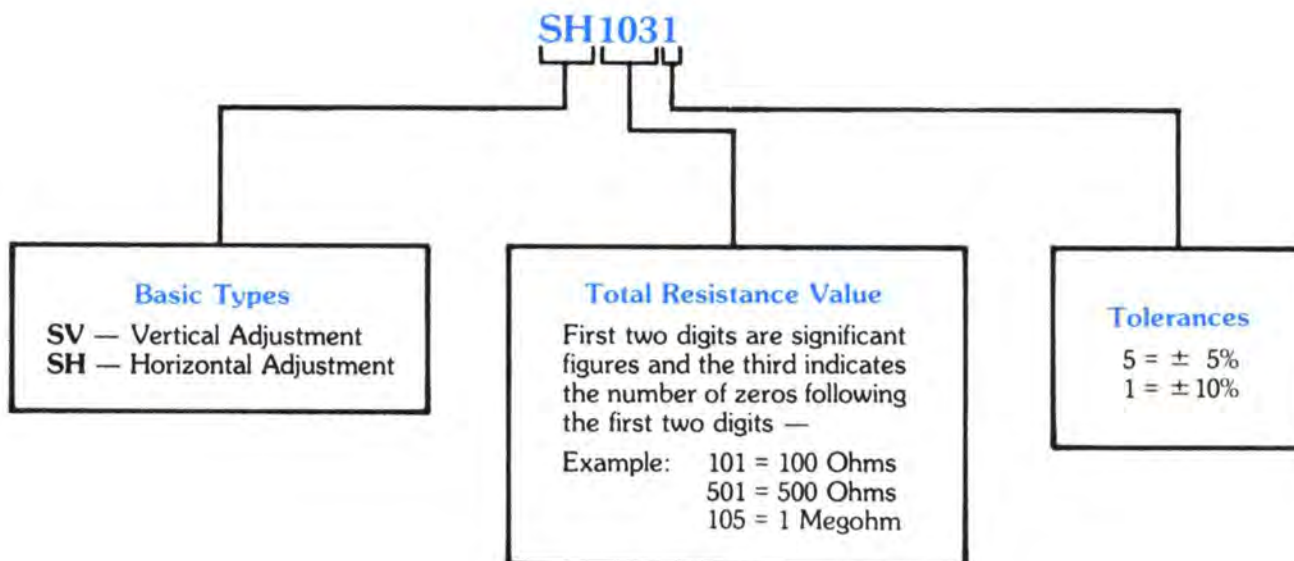 SH1031
Basic Types
SV — Vertical Adjustment
SH — Horizontal Adjustment
Total Resistance Value
First two digits are significant
figures and the third indicates
the number of zeros following
the first two digits —
Example: 101 = 100 Ohms
501 = 500 Ohms
105 = 1 Megohm
Tolerances
5 = ± 5%
1 = ±10%